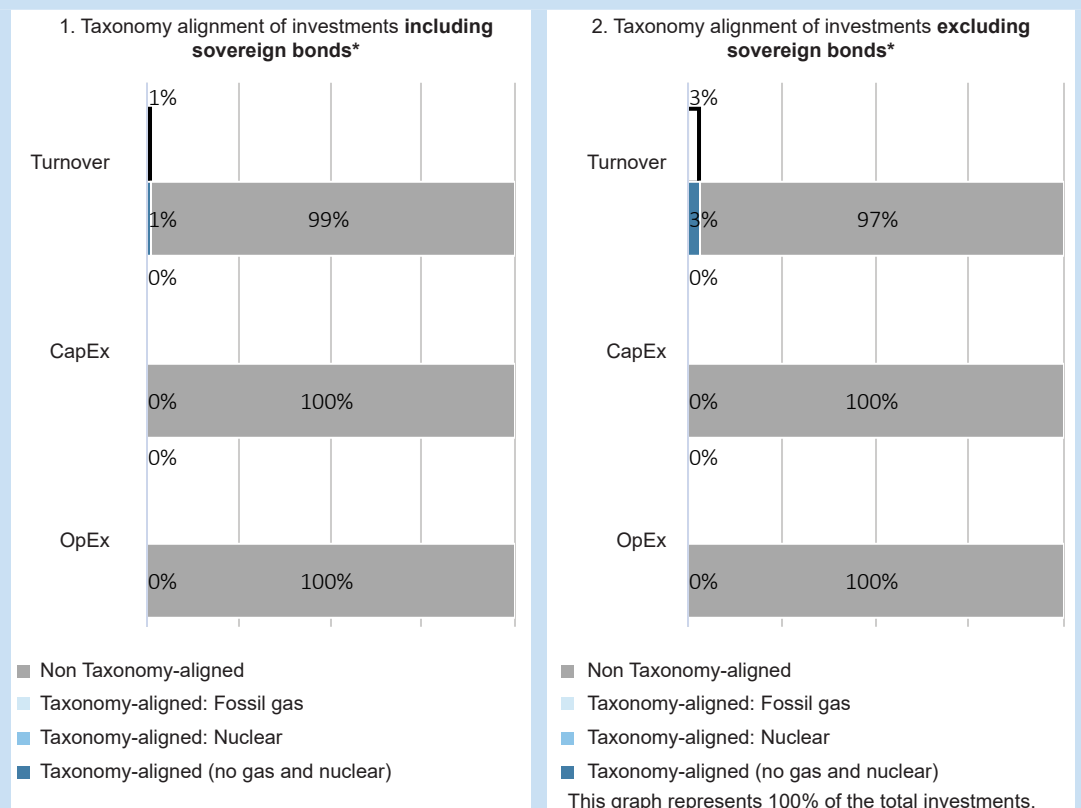 1. Taxonomy alignment of investments including
sovereign bonds*
1%
Turnover
1% 99%
0%
CapEx
0% 100%
0%
OpEx
0% 100%
Non Taxonomy-aligned
Taxonomy-aligned: Fossil gas
Taxonomy-aligned: Nuclear
Taxonomy-aligned (no gas and nuclear)
2. Taxonomy alignment of investments excluding
sovereign bonds*
3%
Turnover
3% 97%
0%
CapEx
0% 100%
0%
OpEx
0% 100%
Non Taxonomy-aligned
Taxonomy-aligned: Fossil gas
Taxonomy-aligned: Nuclear
Taxonomy-aligned (no gas and nuclear)
This graph represents 100% of the total investments.